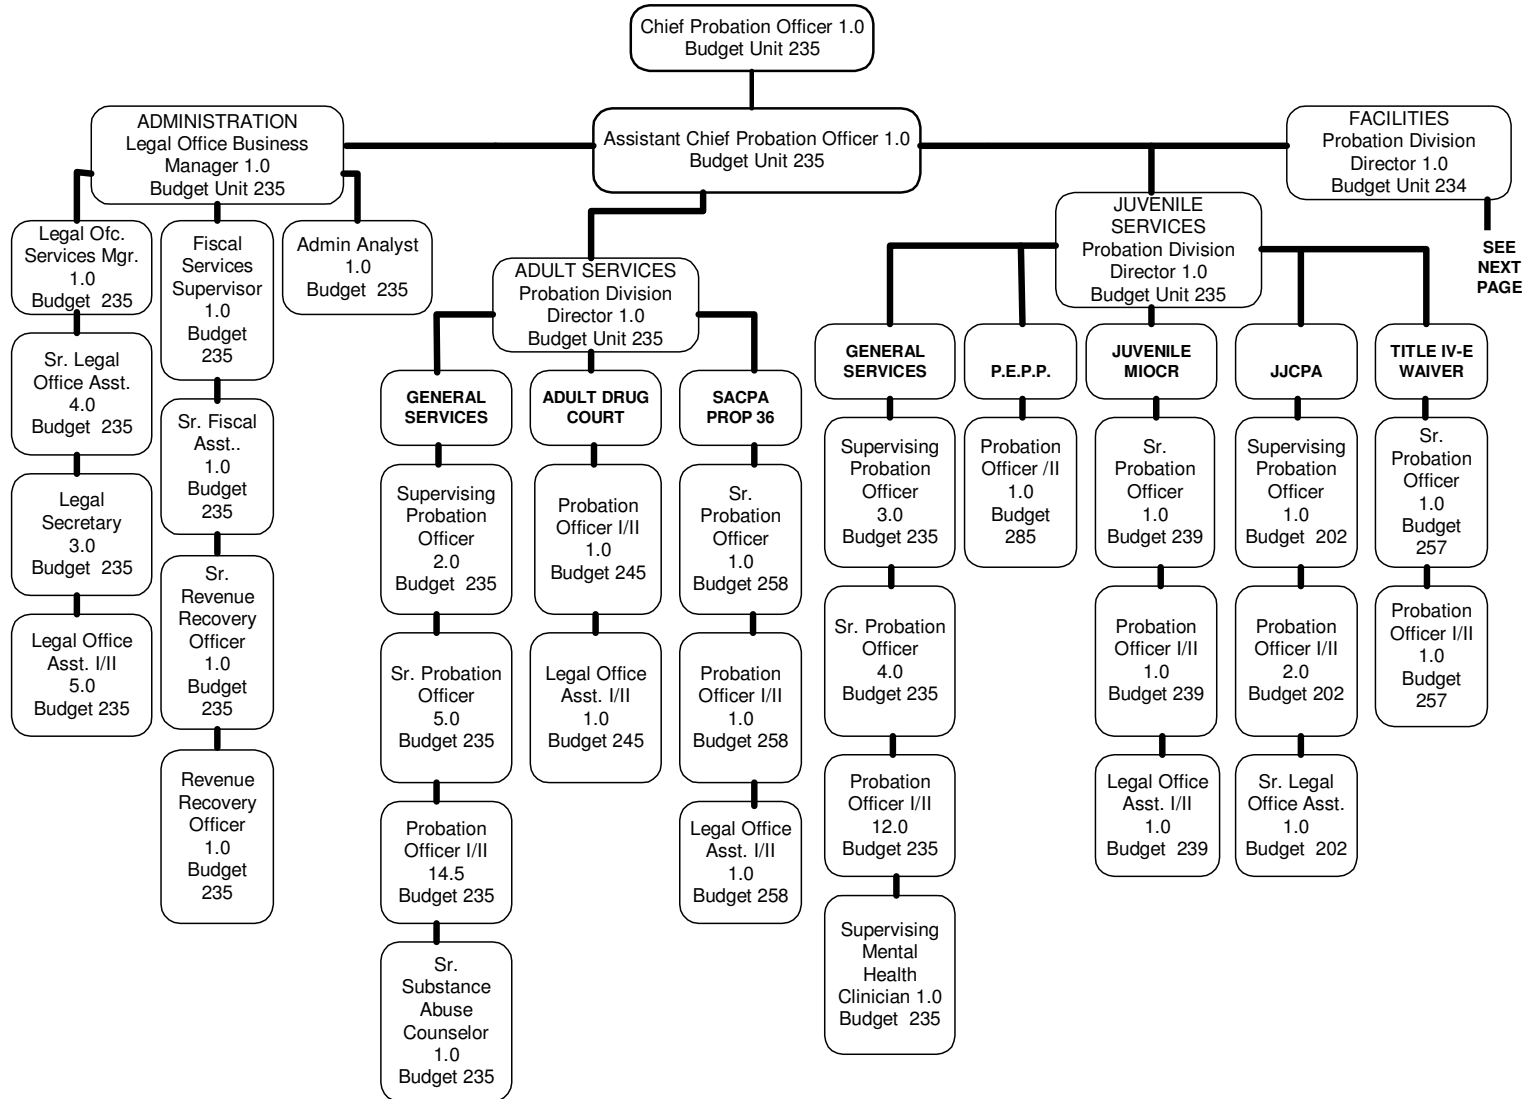 Chief Probation Officer 1.0
Budget Unit 235
ADMINISTRATION
Legal Office Business
Manager 1.0
Budget Unit 235
Assistant Chief Probation Officer 1.0
Budget Unit 235
FACILITIES
Probation Division
Director 1.0
Budget Unit 234
SEE
NEXT
PAGE
Legal Ofc.
Services Mgr.
1.0
Budget 235
Sr. Legal
Office Asst.
4.0
Budget 235
Legal
Secretary
3.0
Budget 235
Legal Office
Asst. I/II
5.0
Budget 235
Fiscal
Services
Supervisor
1.0
Budget
235
Sr. Fiscal
Asst..
1.0
Budget
235
Sr.
Revenue
Recovery
Officer
1.0
Budget
235
Revenue
Recovery
Officer
1.0
Budget
235
Admin Analyst
1.0
Budget 235
ADULT SERVICES
Probation Division
Director 1.0
Budget Unit 235
GENERAL
SERVICES
Supervising
Probation
Officer
2.0
Budget 235
Sr. Probation
Officer
5.0
Budget 235
Probation
Officer I/II
14.5
Budget 235
Sr.
Substance
Abuse
Counselor
1.0
Budget 235
ADULT DRUG
COURT
Probation
Officer I/II
1.0
Budget 245
Legal Office
Asst. I/II
1.0
Budget 245
SACPA
PROP 36
Sr.
Probation
Officer
1.0
Budget 258
Probation
Officer I/II
1.0
Budget 258
Legal Office
Asst. I/II
1.0
Budget 258
JUVENILE
SERVICES
Probation Division
Director 1.0
Budget Unit 235
GENERAL
SERVICES
Supervising
Probation
Officer
3.0
Budget 235
Sr. Probation
Officer
4.0
Budget 235
Probation
Officer I/II
12.0
Budget 235
Supervising
Mental
Health
Clinician 1.0
Budget 235
P.E.P.P.
Probation
Officer /II
1.0
Budget
285
JUVENILE
MIOCR
Sr.
Probation
Officer
1.0
Budget 239
Probation
Officer I/II
1.0
Budget 239
Legal Office
Asst. I/II
1.0
Budget 239
JJCPA
Supervising
Probation
Officer
1.0
Budget 202
Probation
Officer I/II
2.0
Budget 202
Sr. Legal
Office Asst.
1.0
Budget 202
TITLE IV-E
WAIVER
Sr.
Probation
Officer
1.0
Budget
257
Probation
Officer I/II
1.0
Budget
257